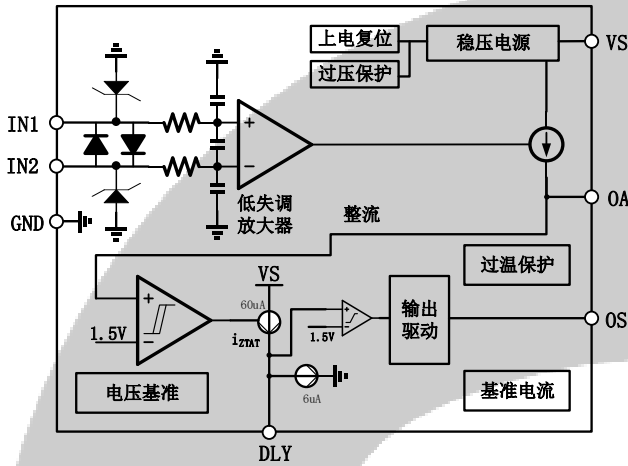 上电复位
稳压电源
VS
过压保护
IN1
+
IN2
−
低失调
放大器
GND
OA
整流
过温保护
VS
+
60uA
输出
驱动
OS
1.5V
−
iZTAT
+
1.5V
−
电压基准
6uA
基准电流
DLY